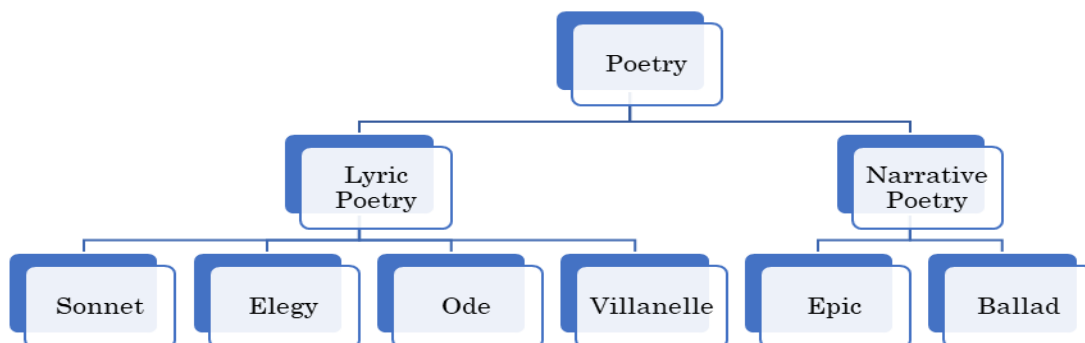 Poetry
Lyric
Poetry
Narrative
Poetry
Sonnet
Elegy
Ode
Villanelle
Epic
Ballad